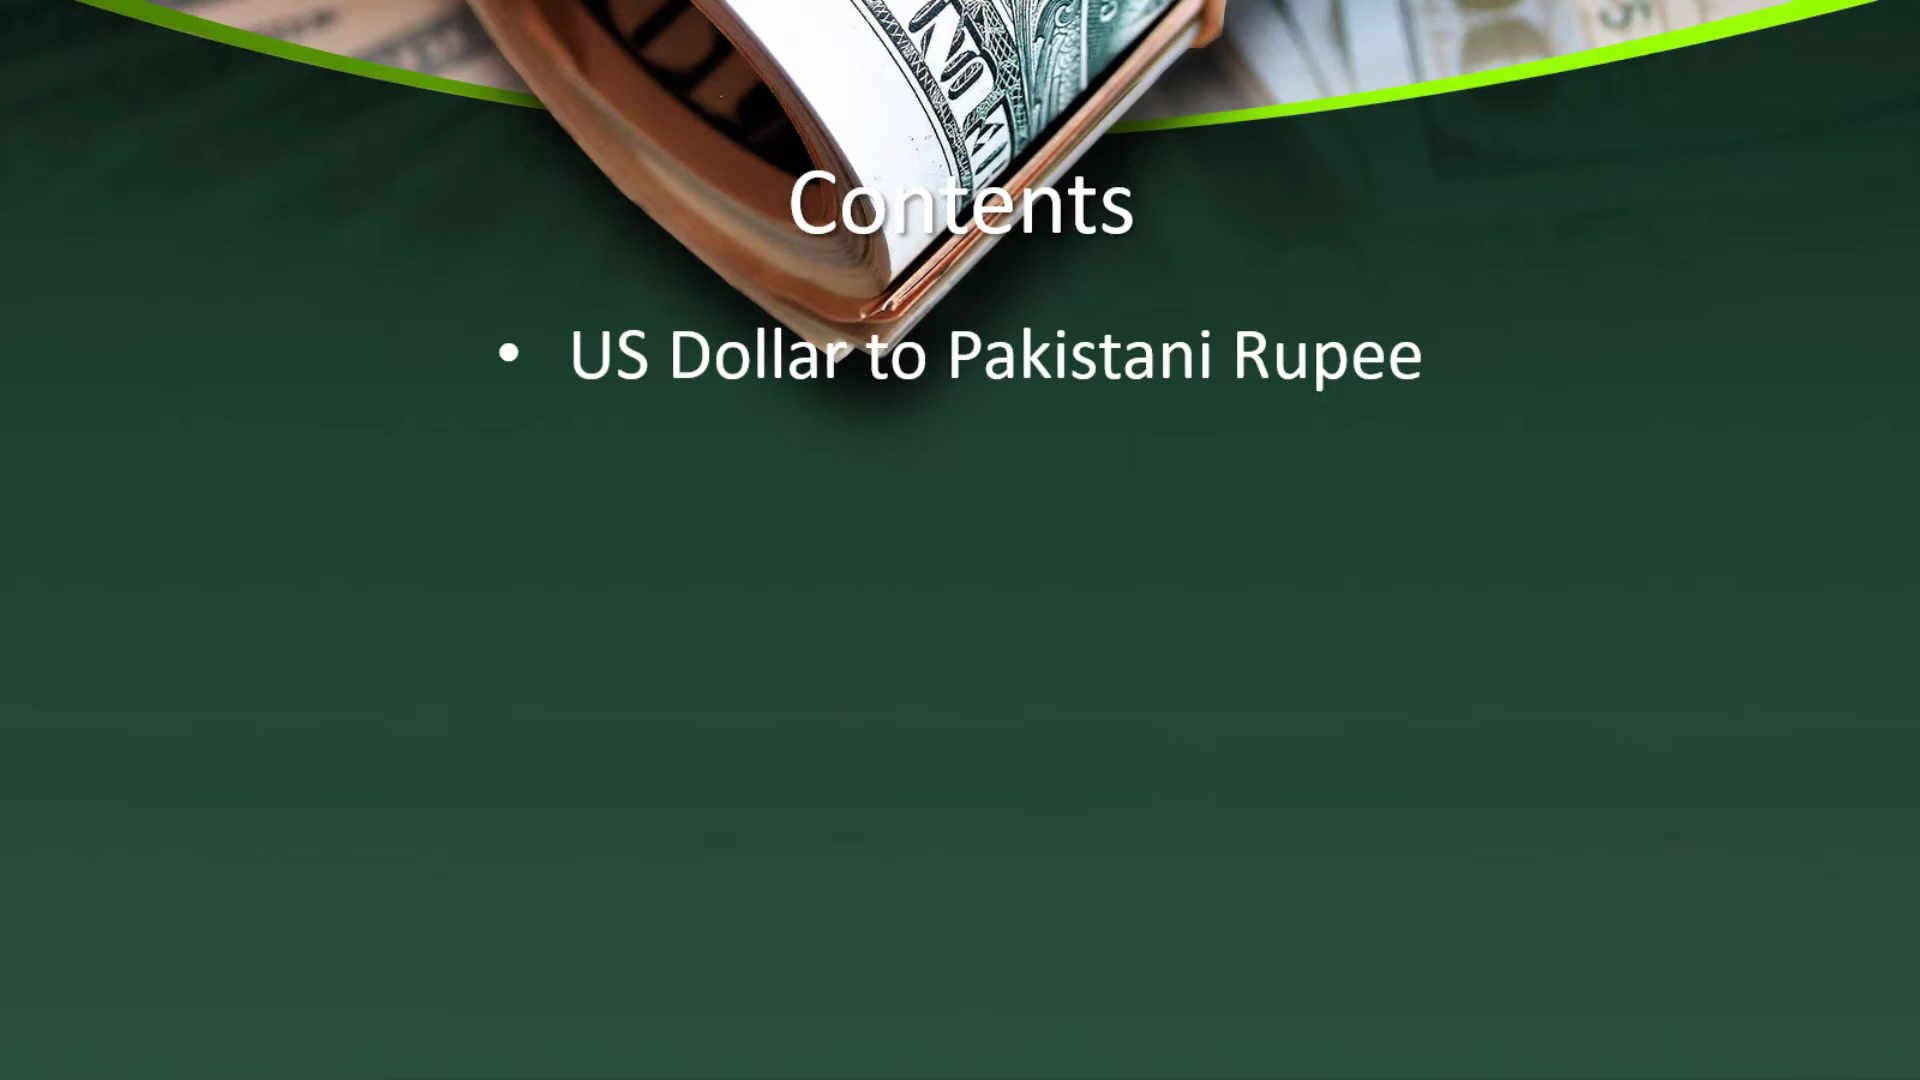 Contents
• US Dollar to Pakistani Rupee